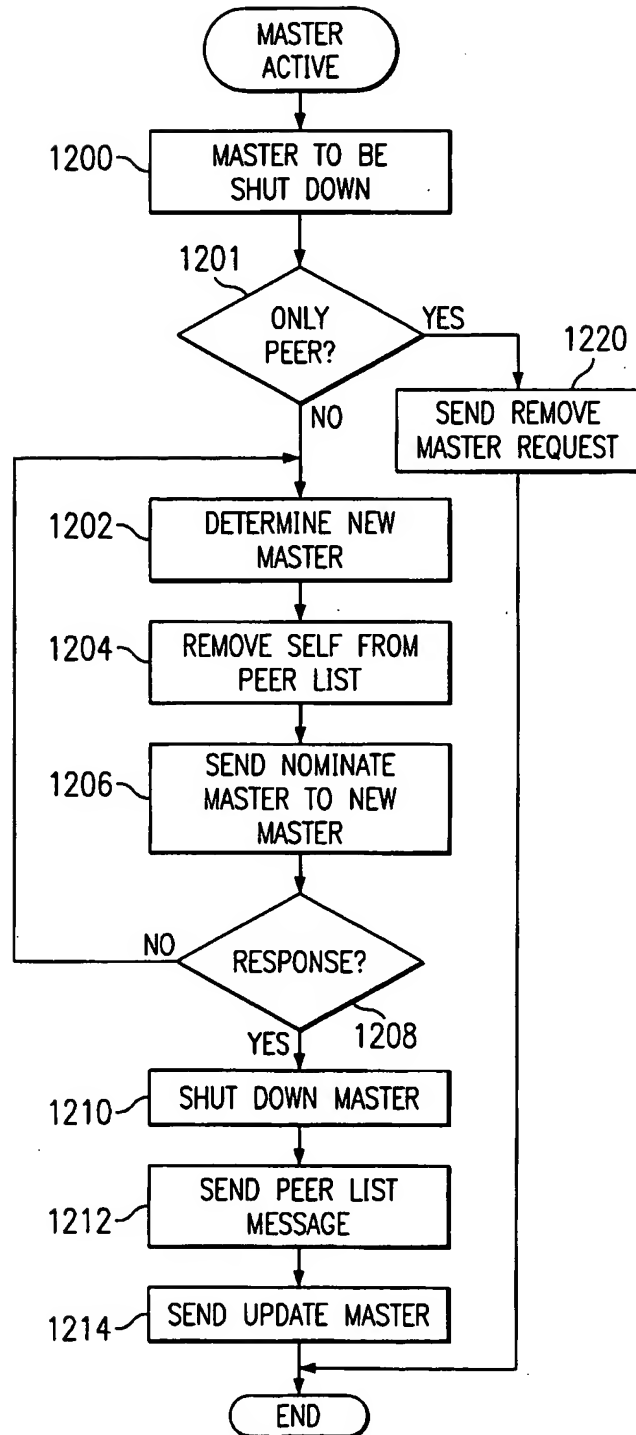 MASTER
ACTIVE
1200
MASTER TO BE
SHUT DOWN
1201
ONLY
PEER?
YES
NO
1220
SEND REMOVE
MASTER REQUEST
1202
DETERMINE NEW
MASTER
1204
REMOVE SELF FROM
PEER LIST
1206
SEND NOMINATE
MASTER TO NEW
MASTER
NO
RESPONSE?
1208
YES
1210
SHUT DOWN MASTER
1212
SEND PEER LIST
MESSAGE
1214
SEND UPDATE MASTER
END